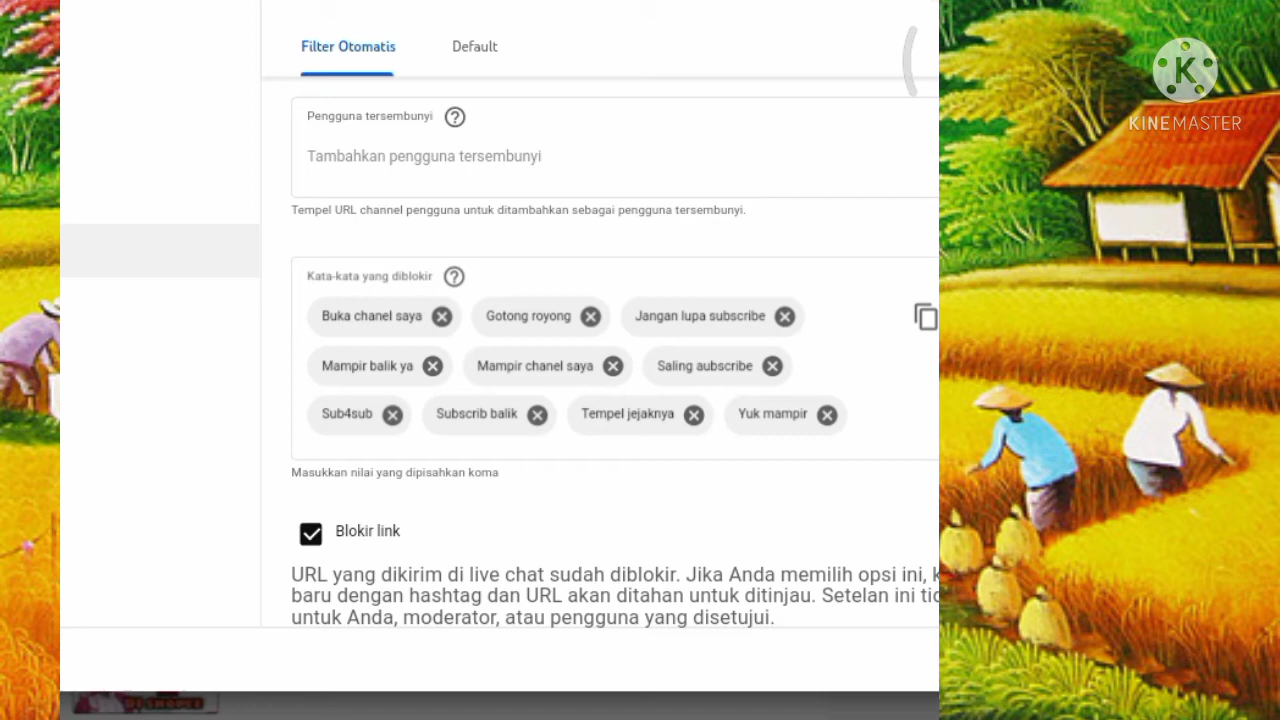 Filter Otomatis
Default
Pengguna tersembunyi
Tambahkan pengguna tersembunyi
Tempel URL channel pengguna untuk ditambahkan sebagai pengguna tersembunyi.
Kata-kata yang diblokir
Buka chanel saya
Gotong royong
Jangan lupa subscribe
Mampir balik ya
Mampir chanel saya
Saling aubscribe
Sub4sub
Subscrib balik
Tempel jejaknya
Yuk mampir
Masukkan nilai yang dipisahkan koma
Blokir link
URL yang dikirim di live chat sudah diblokir. Jika Anda memilih opsi ini, k
baru dengan hashtag dan URL akan ditahan untuk ditinjau. Setelan ini tid
untuk Anda, moderator, atau pengguna yang disetujui.
K
KINEMASTER